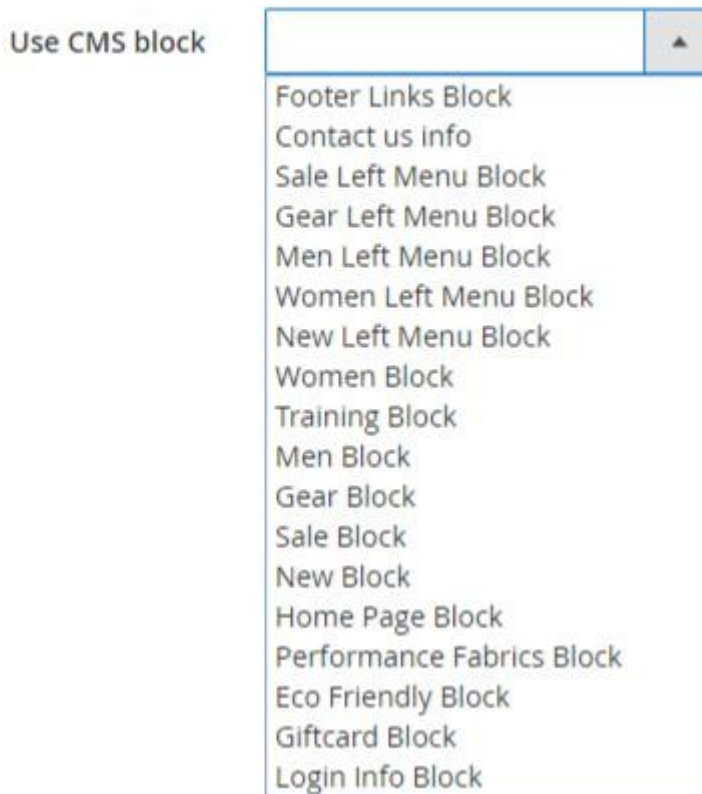 Use CMS block
Footer Links Block
Contact us info
Sale Left Menu Block
Gear Left Menu Block
Men Left Menu Block
Women Left Menu Block
New Left Menu Block
Women Block
Training Block
Men Block
Gear Block
Sale Block
New Block
Home Page Block
Performance Fabrics Block
Eco Friendly Block
Giftcard Block
Login Info Block